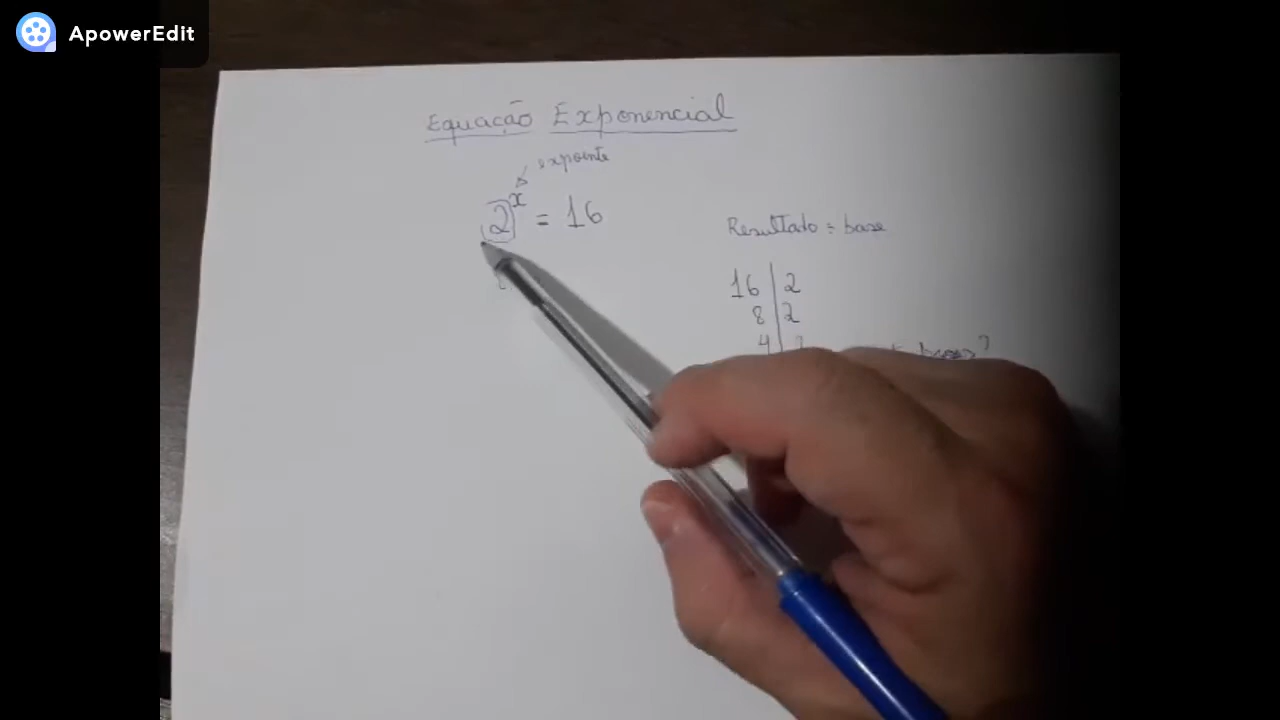 ApowerEdit
Equação Exponencial
expoente
2^x = 16
Resultado ÷ base
16 | 2
8 | 2
4 |